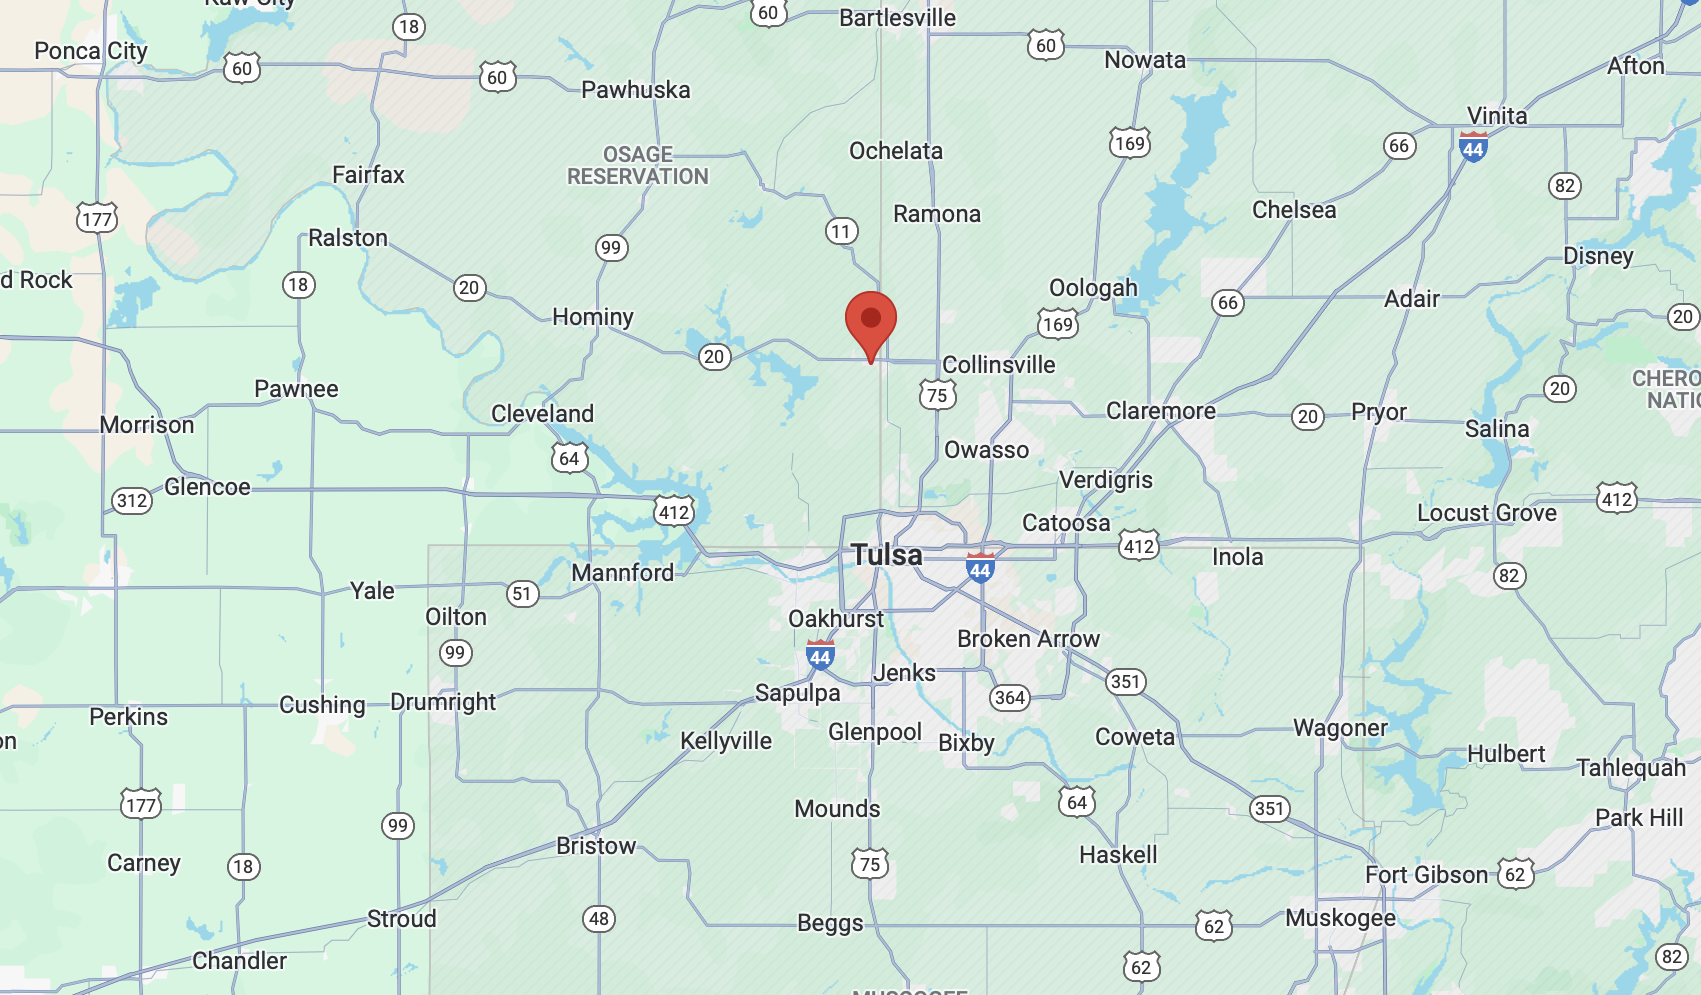 Kaw City
60
Bartlesville
18
Ponca City
60
Nowata
60
60
Afton
Pawhuska
Vinita
169
66
44
Ochelata
OSAGE
RESERVATION
Fairfax
82
Chelsea
177
Ramona
11
Ralston
99
Disney
d Rock
18
20
Oologah
Adair
66
Hominy
20
169
20
Collinsville
Pawnee
75
CHERO
NATIO
20
Cleveland
Claremore
20
Pryor
Morrison
Salina
Owasso
64
Verdigris
Glencoe
312
412
412
Locust Grove
Catoosa
412
Tulsa
Inola
44
Mannford
82
Yale
51
Oilton
Oakhurst
Broken Arrow
99
44
Jenks
351
Sapulpa
364
Cushing
Drumright
Perkins
Wagoner
Glenpool
on
Kellyville
Bixby
Coweta
Hulbert
Tahlequah
177
64
Mounds
351
Park Hill
99
Bristow
Haskell
Carney
18
75
Fort Gibson
62
Stroud
48
Beggs
62
Muskogee
Chandler
62
82
MUSCOGEE